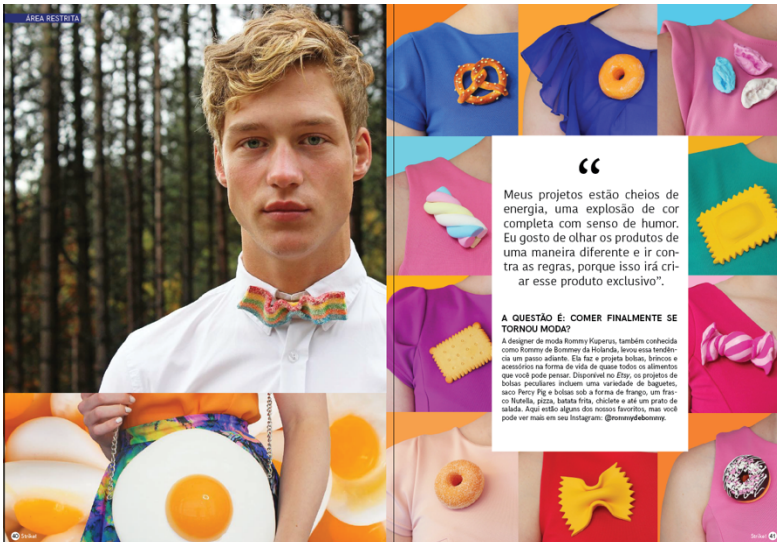 ÁREA RESTRITA
“
Meus projetos estão cheios de
energia, uma explosão de cor
completa com senso de humor.
Eu gosto de olhar os produtos de
uma maneira diferente e ir con-
tra as regras, porque isso irá cri-
ar esse produto exclusivo”.
A QUESTÃO É: COMER FINALMENTE SE
TORNOU MODA?
A designer de moda Rommy Kuperus, também conhecida
como Rommy de Bommey da Holanda, levou essa tendên-
cia um passo adiante. Ela faz e projeta bolsas, brincos e
acessórios na forma de vida de quase todos os alimentos
que você pode pensar. Disponível no Etsy, os projetos de
bolsas peculiares incluem uma variedade de baguetes,
saco Percy Pig e bolsas sob a forma de frango, um fras-
co Nutella, pizza, batata frita, chiclete e até um prato de
salada. Aqui estão alguns dos nossos favoritos, mas você
pode ver mais em seu Instagram: @rommydebommy.
40 Strike!
Strike! 41